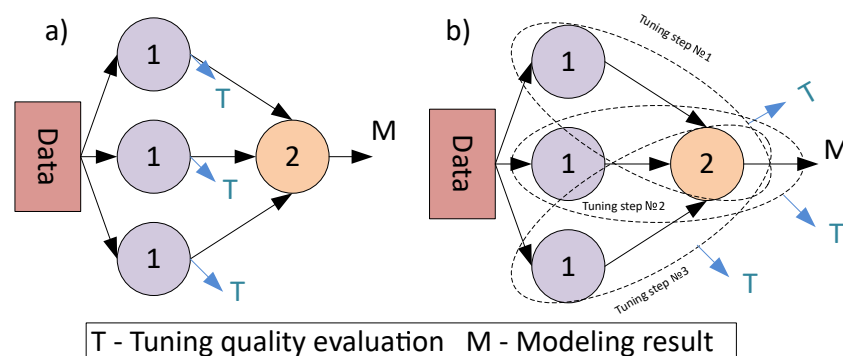 a)
1
T
Data
1
T
2
M
1
T
b)
Tuning step №1
1
T
Data
1
2
M
Tuning step №2
T
1
Tuning step №3
T
T - Tuning quality evaluation M - Modeling result